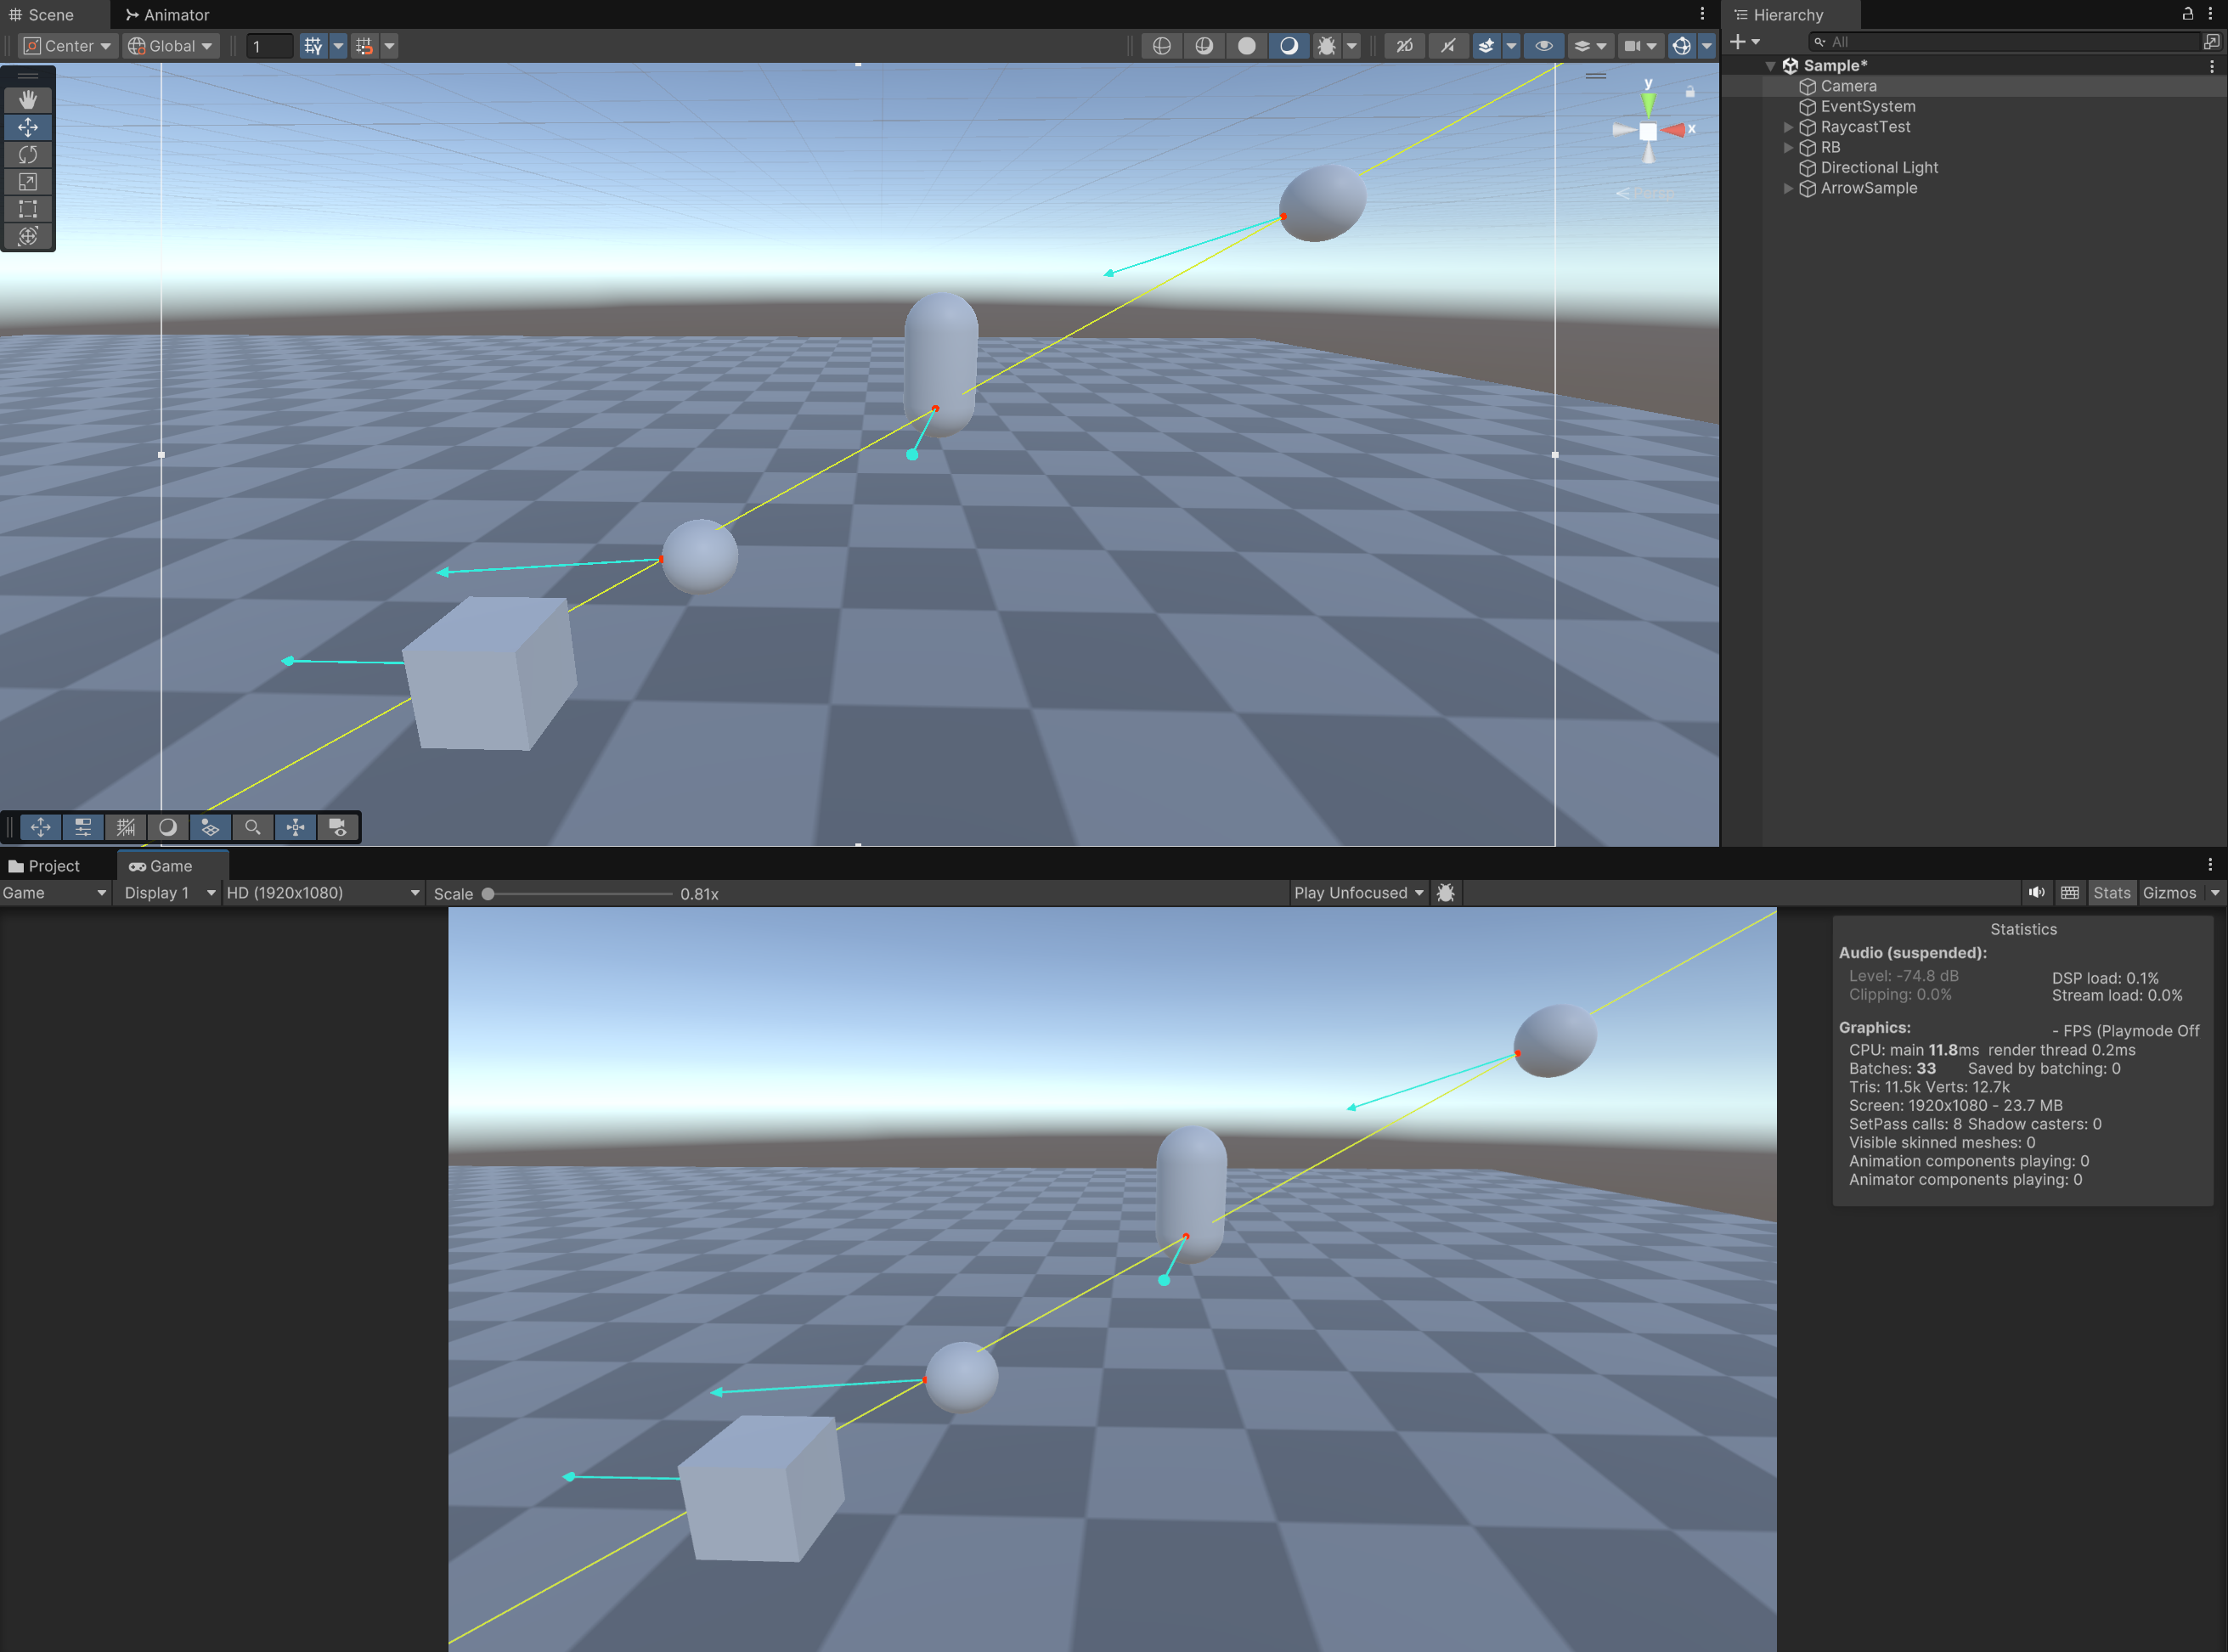 Scene Animator
Center Global 1 2D
y
x
Persp
Hierarchy
All
Sample*
Camera
EventSystem
RaycastTest
RB
Directional Light
ArrowSample
Project Game
Game Display 1 HD (1920x1080) Scale 0.81x Play Unfocused Stats Gizmos
Statistics
Audio (suspended):
Level: -74.8 dB DSP load: 0.1%
Clipping: 0.0% Stream load: 0.0%
Graphics: - FPS (Playmode Off
CPU: main 11.8ms render thread 0.2ms
Batches: 33 Saved by batching: 0
Tris: 11.5k Verts: 12.7k
Screen: 1920x1080 - 23.7 MB
SetPass calls: 8 Shadow casters: 0
Visible skinned meshes: 0
Animation components playing: 0
Animator components playing: 0